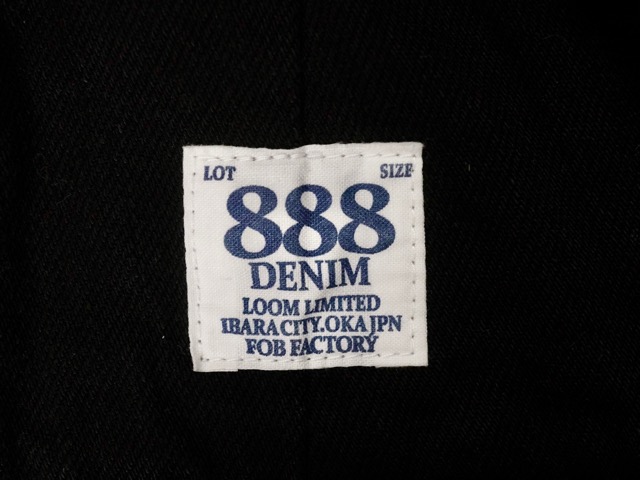 LOT SIZE
888
DENIM
LOOM LIMITED
IBARA CITY.OKA JPN
FOB FACTORY